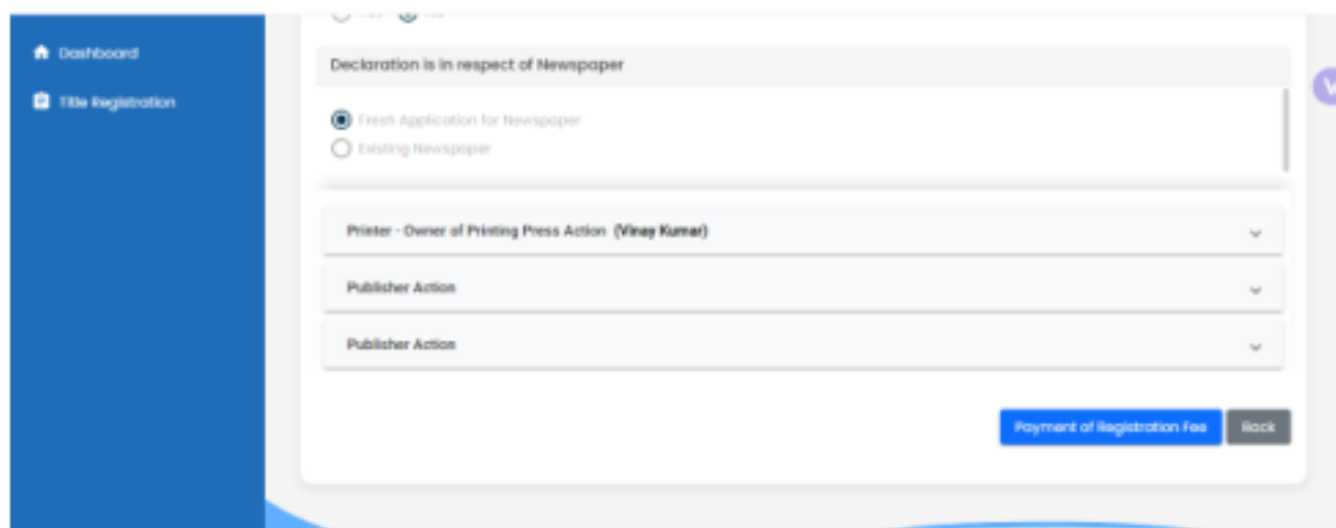 Dashboard
Title Registration
Declaration is in respect of Newspaper
Fresh Application for Newspaper
Existing Newspaper
Printer - Owner of Printing Press Action (Vinay Kumar)
Publisher Action
Publisher Action
Payment of Registration Fee
Back